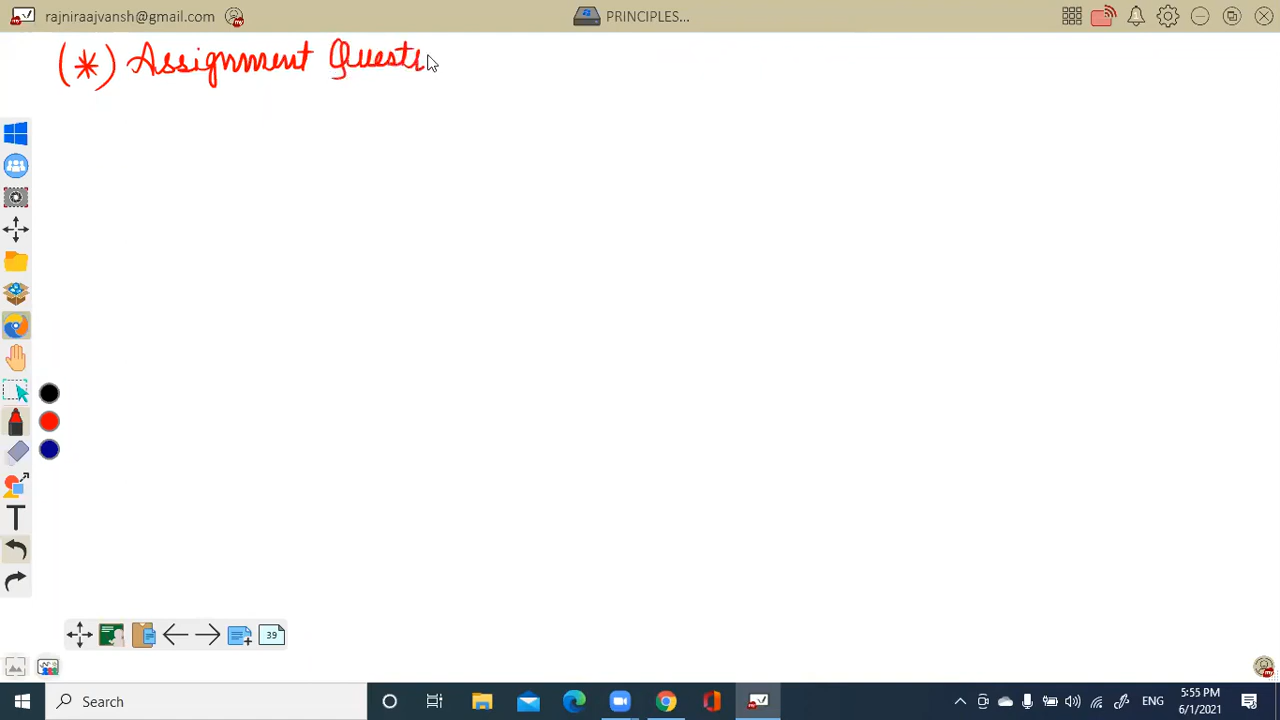 rajniraajvansh@gmail.com
PRINCIPLES...
(*) Assignment Questi
T
39
Search
ENG
5:55 PM
6/1/2021